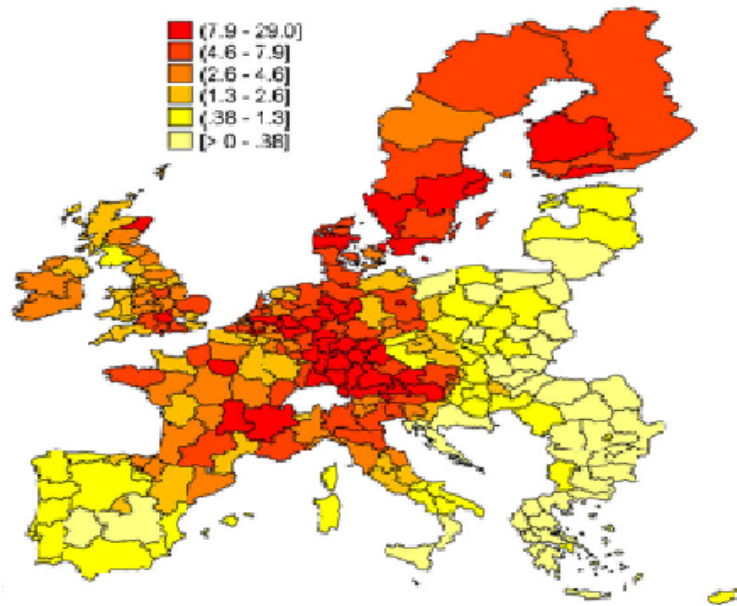 (7.9 - 29.0]
(4.6 - 7.9]
(2.6 - 4.6]
(1.3 - 2.6]
(.38 - 1.3]
[> 0 - .38]